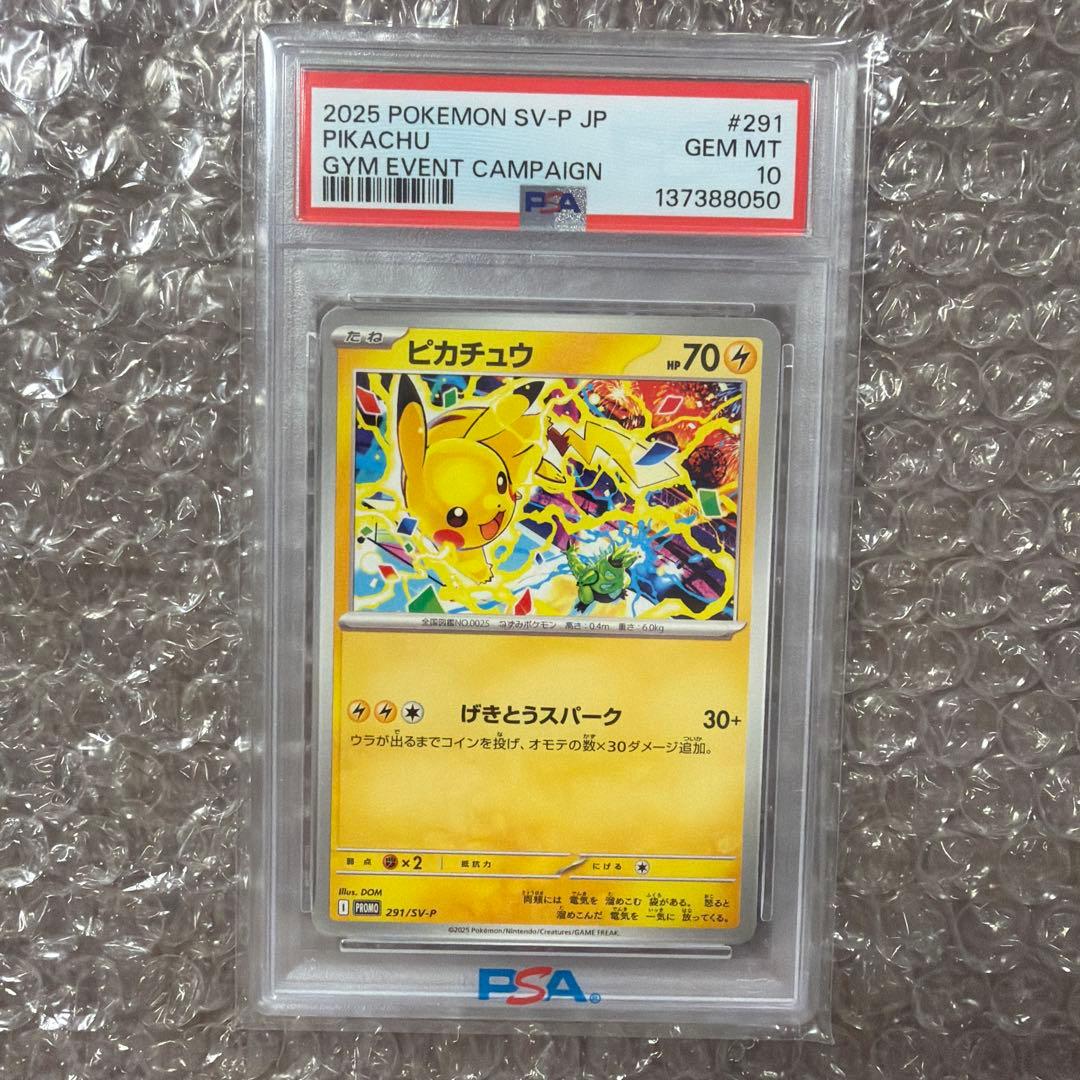 2025 POKEMON SV-P JP #291
PIKACHU GEM MT
GYM EVENT CAMPAIGN 10
PSA 137388050
たね ピカチュウ HP70
全国図鑑NO.0025 ねずみポケモン 高さ:0.4m 重さ:6.0kg
げきとうスパーク 30+
ウラが出るまでコインを投げ、オモテの数×30ダメージ追加。
弱点 ×2 抵抗力 にげる
Illus. DOM
両頬には 電気を 溜めこむ 袋がある。 怒ると
溜めこんだ 電気を 一気に 放ってくる。
I PROMO 291/SV-P
©2025 Pokémon/Nintendo/Creatures/GAME FREAK.
PSA®